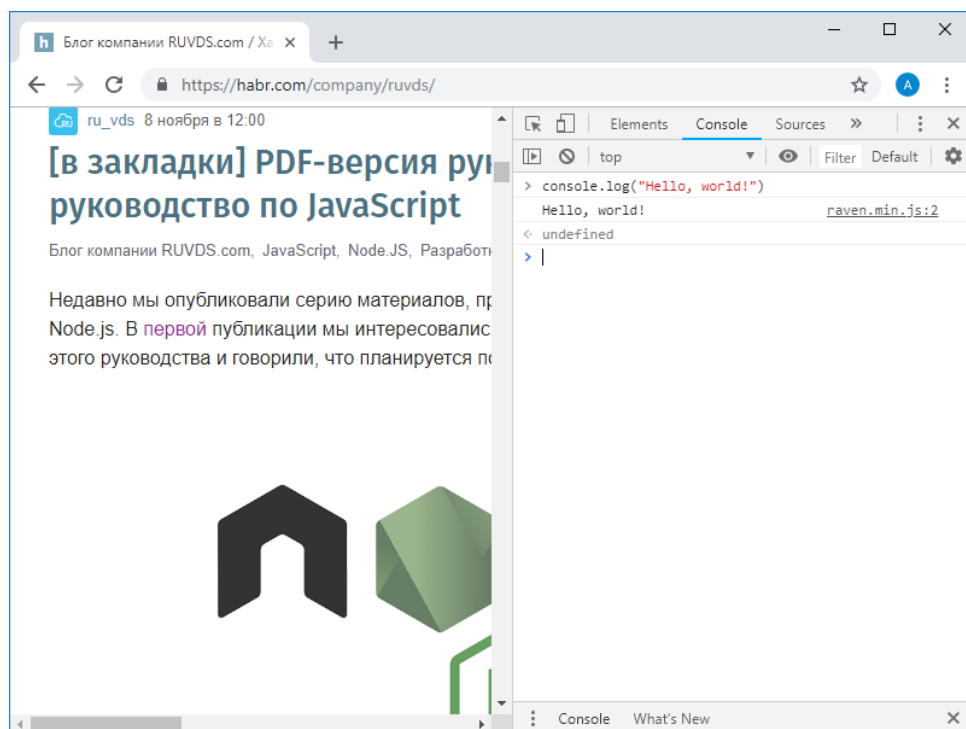 h Блог компании RUVDS.com / Ха
https://habr.com/company/ruvds/
A
RU ru_vds 8 ноября в 12:00
[в закладки] PDF-версия рук
руководство по JavaScript
Блог компании RUVDS.com, JavaScript, Node.JS, Разработ
Недавно мы опубликовали серию материалов, пр
Node.js. В первой публикации мы интересовалис
этого руководства и говорили, что планируется по
Elements Console Sources »
top Filter Default
> console.log("Hello, world!")
Hello, world! raven.min.js:2
undefined
>
Console What's New